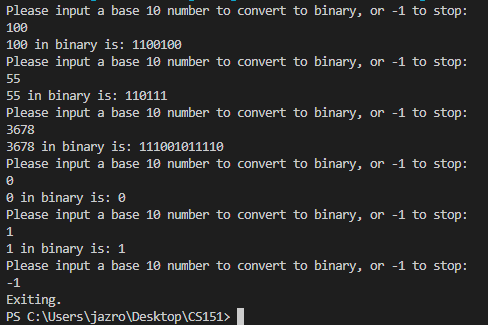 Please input a base 10 number to convert to binary, or -1 to stop:
100
100 in binary is: 1100100
Please input a base 10 number to convert to binary, or -1 to stop:
55
55 in binary is: 110111
Please input a base 10 number to convert to binary, or -1 to stop:
3678
3678 in binary is: 111001011110
Please input a base 10 number to convert to binary, or -1 to stop:
0
0 in binary is: 0
Please input a base 10 number to convert to binary, or -1 to stop:
1
1 in binary is: 1
Please input a base 10 number to convert to binary, or -1 to stop:
-1
Exiting.
PS C:\Users\jazro\Desktop\CS151>